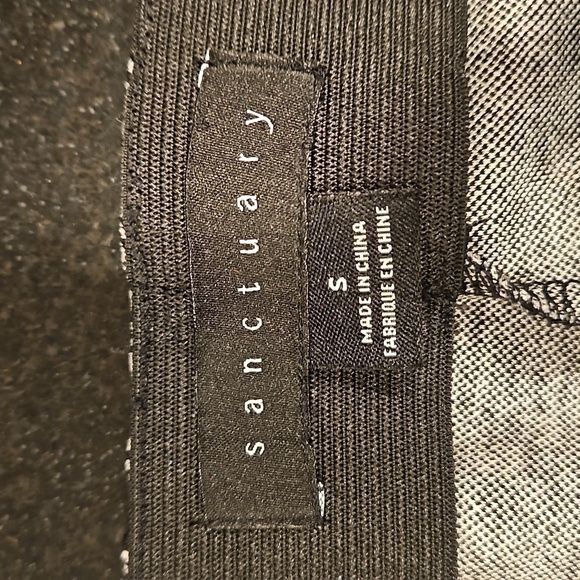 sanctuary
S
MADE IN CHINA
FABRIQUE EN CHINE